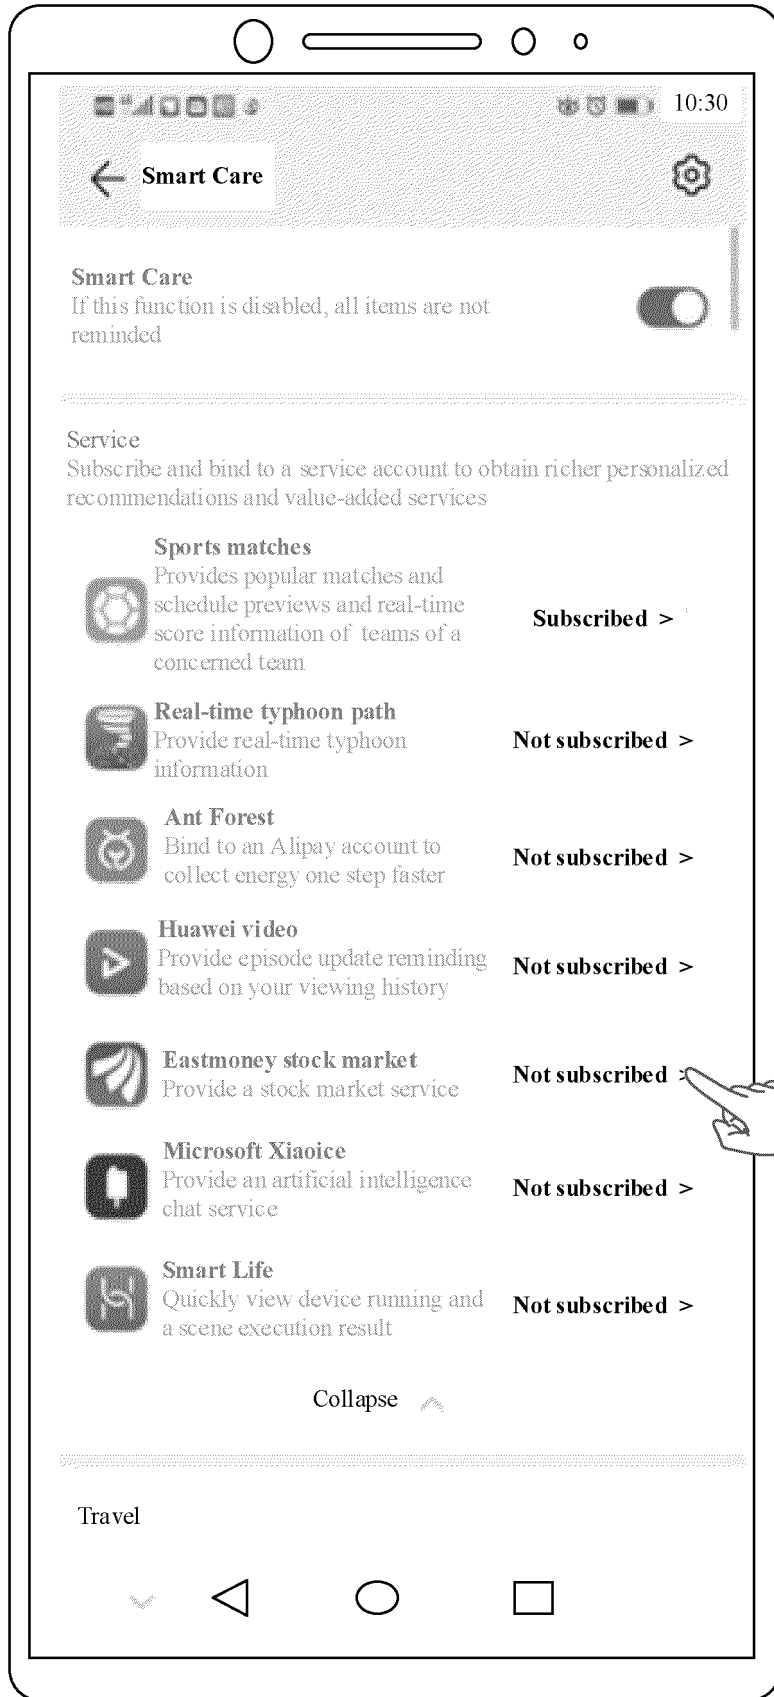 10:30
Smart Care
Smart Care
If this function is disabled, all items are not
reminded
Service
Subscribe and bind to a service account to obtain richer personalized
recommendations and value-added services
Sports matches
Provides popular matches and
schedule previews and real-time
score information of teams of a
concerned team
Subscribed >
Real-time typhoon path
Provide real-time typhoon
information
Not subscribed >
Ant Forest
Bind to an Alipay account to
collect energy one step faster
Not subscribed >
Huawei video
Provide episode update reminding
based on your viewing history
Not subscribed >
Eastmoney stock market
Provide a stock market service
Not subscribed >
Microsoft Xiaoice
Provide an artificial intelligence
chat service
Not subscribed >
Smart Life
Quickly view device running and
a scene execution result
Not subscribed >
Collapse
Travel